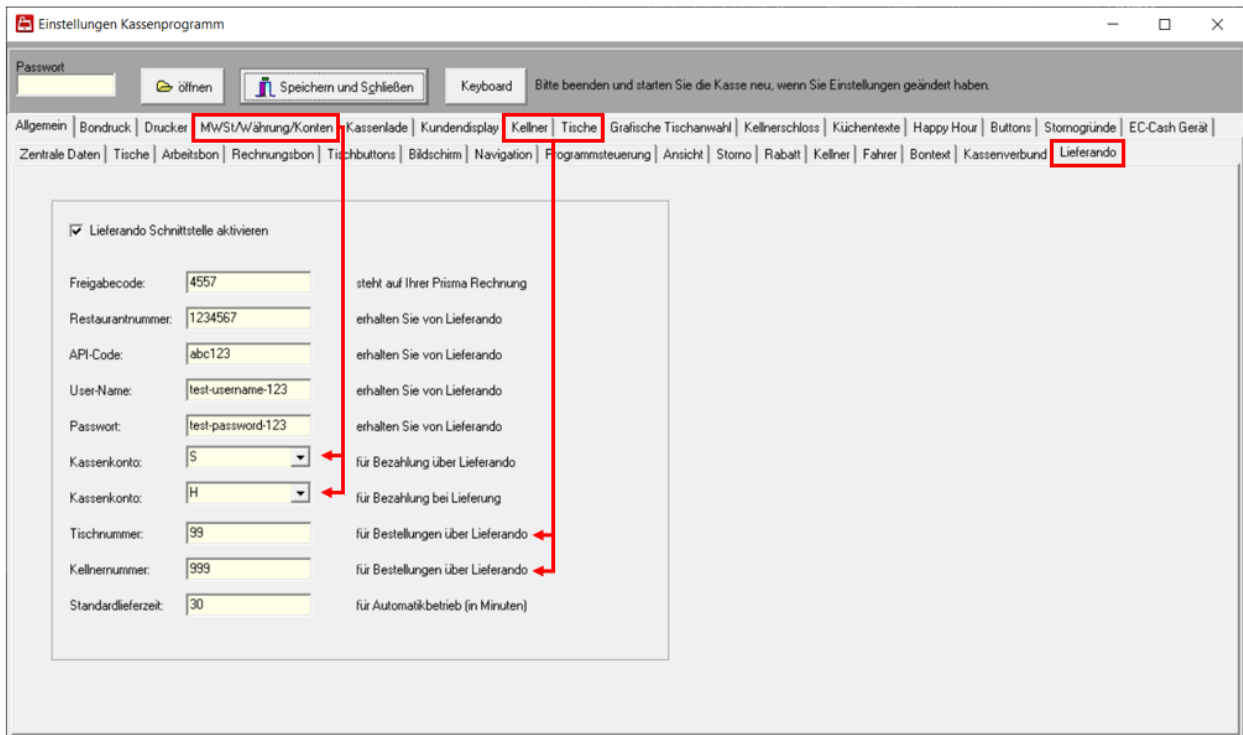 Einstellungen Kassenprogramm
Passwort
öffnen
Speichern und Schließen
Keyboard
Bitte beenden und starten Sie die Kasse neu, wenn Sie Einstellungen geändert haben.
Allgemein Bondruck Drucker MWSt/Währung/Konten Kassenlade Kundendisplay Kellner Tische Grafische Tischanwahl Kellnerschloss Küchentexte Happy Hour Buttons Stornogründe EC-Cash Gerät
Zentrale Daten Tische Arbeitsbon Rechnungsbon Tischbuttons Bildschirm Navigation Programmsteuerung Ansicht Storno Rabatt Kellner Fahrer Bontext Kassenverbund Lieferando
Lieferando Schnittstelle aktivieren
Freigabecode: 4557 steht auf Ihrer Prisma Rechnung
Restaurantnummer: 1234567 erhalten Sie von Lieferando
API-Code: abc123 erhalten Sie von Lieferando
User-Name: test-username-123 erhalten Sie von Lieferando
Passwort: test-password-123 erhalten Sie von Lieferando
Kassenkonto: S für Bezahlung über Lieferando
Kassenkonto: H für Bezahlung bei Lieferung
Tischnummer: 99 für Bestellungen über Lieferando
Kellnernummer: 999 für Bestellungen über Lieferando
Standardlieferzeit: 30 für Automatikbetrieb (in Minuten)